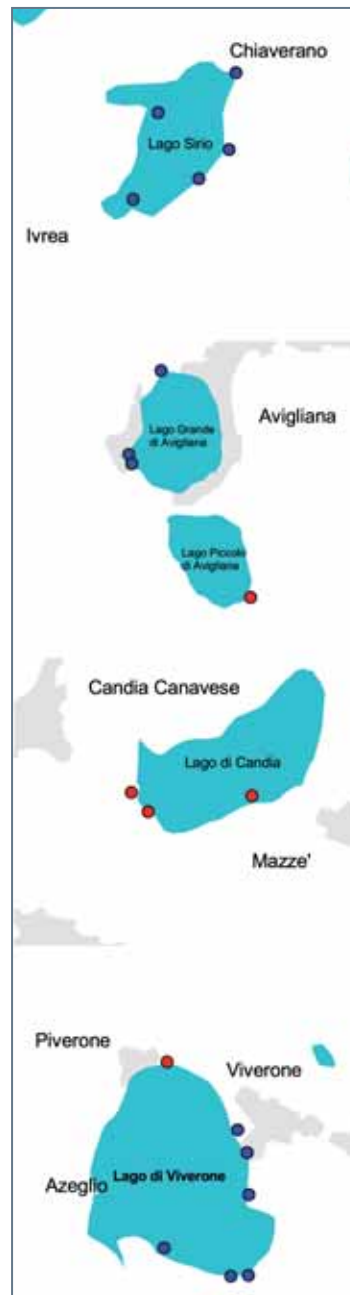 Chiaverano
Lago Sirio
Ivrea
Avigliana
Lago Grande
di Avigliana
Lago Piccolo
di Avigliana
Candia Canavese
Lago di Candia
Mazze'
Piverone
Viverone
Azeglio
Lago di Viverone